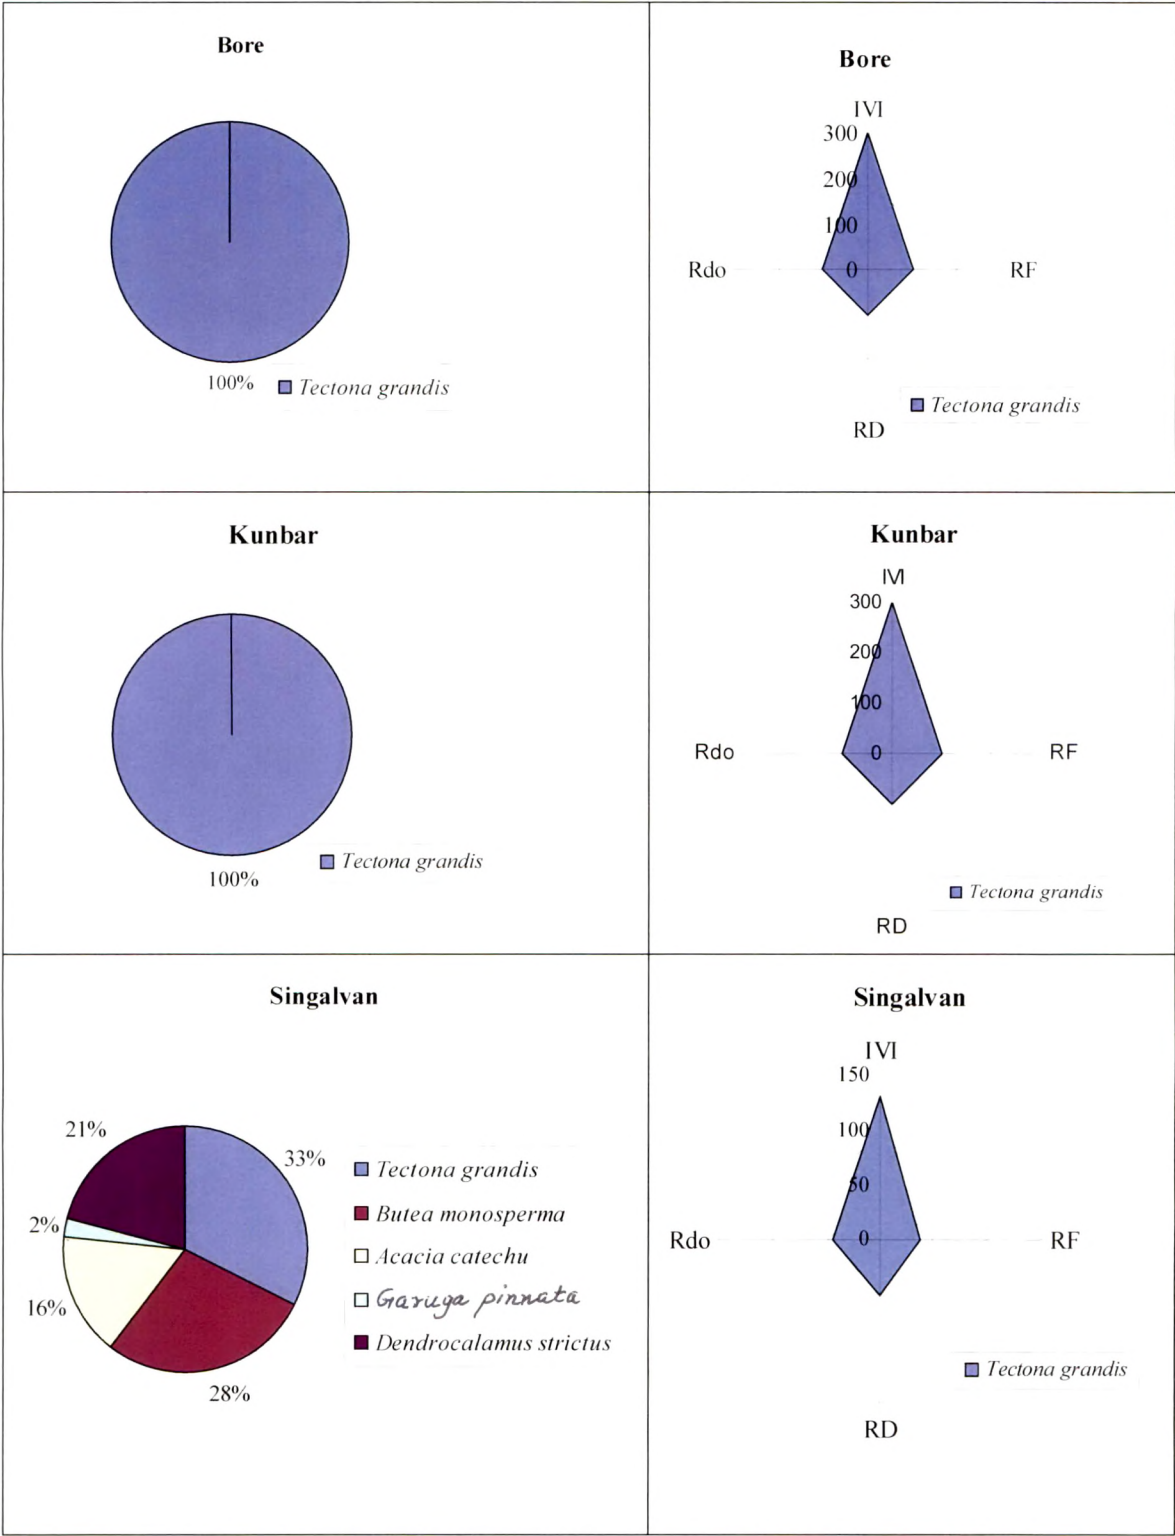 Bore
100%
Tectona grandis
Bore
IVI
300
200
100
0
Rdo
RF
RD
Tectona grandis
Kunbar
100%
Tectona grandis
Kunbar
IVI
300
200
100
0
Rdo
RF
RD
Tectona grandis
Singalvan
21%
33%
2%
16%
28%
Tectona grandis
Butea monosperma
Acacia catechu
Garuga pinnata
Dendrocalamus strictus
Singalvan
IVI
150
100
50
0
Rdo
RF
RD
Tectona grandis